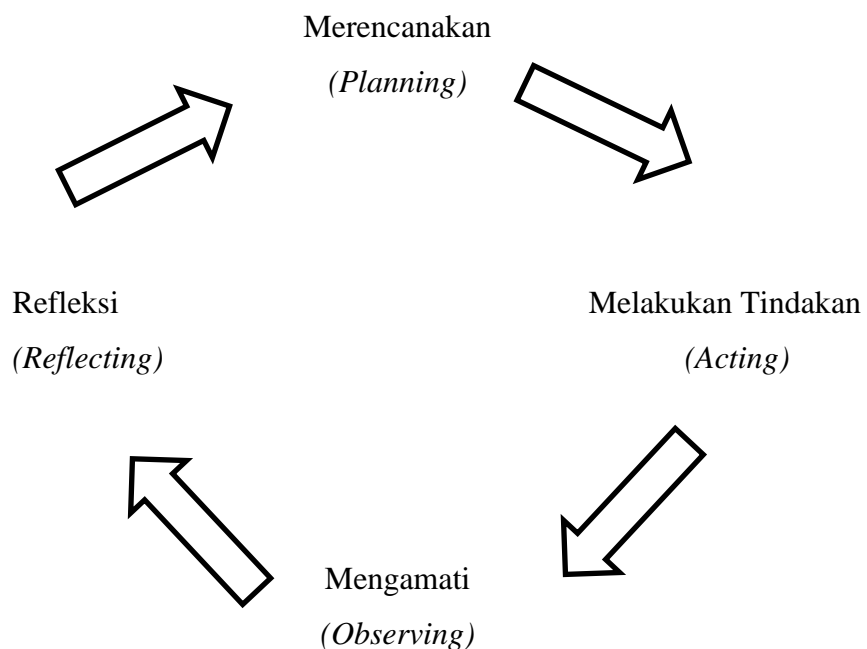 Merencanakan
(Planning)
Refleksi
(Reflecting)
Melakukan Tindakan
(Acting)
Mengamati
(Observing)